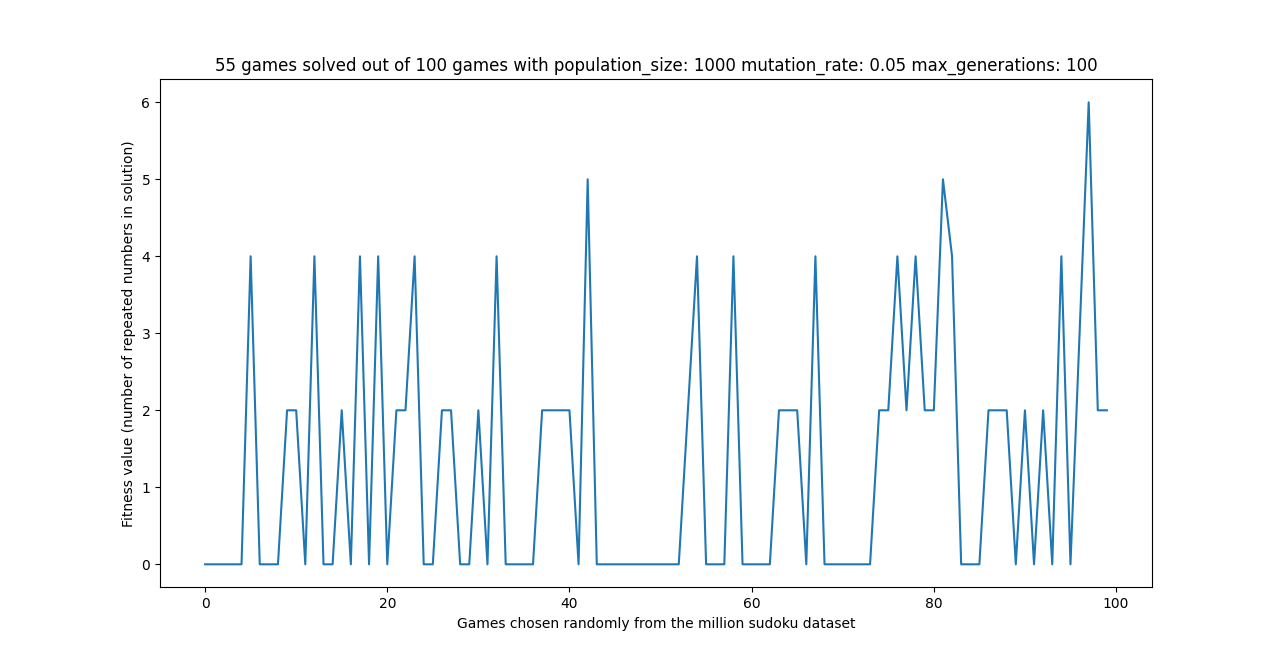 55 games solved out of 100 games with population_size: 1000 mutation_rate: 0.05 max_generations: 100
Fitness value (number of repeated numbers in solution)
6
5
4
3
2
1
0
0 20 40 60 80 100
Games chosen randomly from the million sudoku dataset